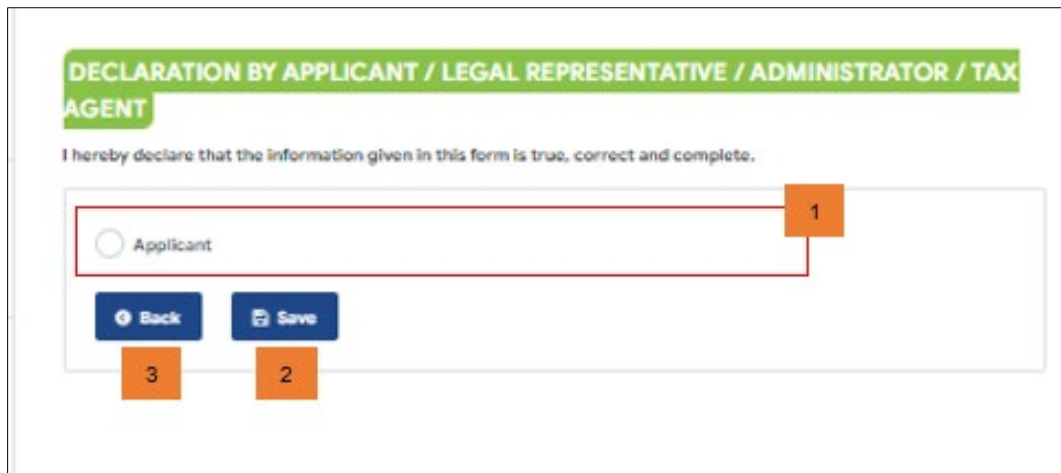 DECLARATION BY APPLICANT / LEGAL REPRESENTATIVE / ADMINISTRATOR / TAX
AGENT
I hereby declare that the information given in this form is true, correct and complete.
1
Applicant
Back Save
3 2